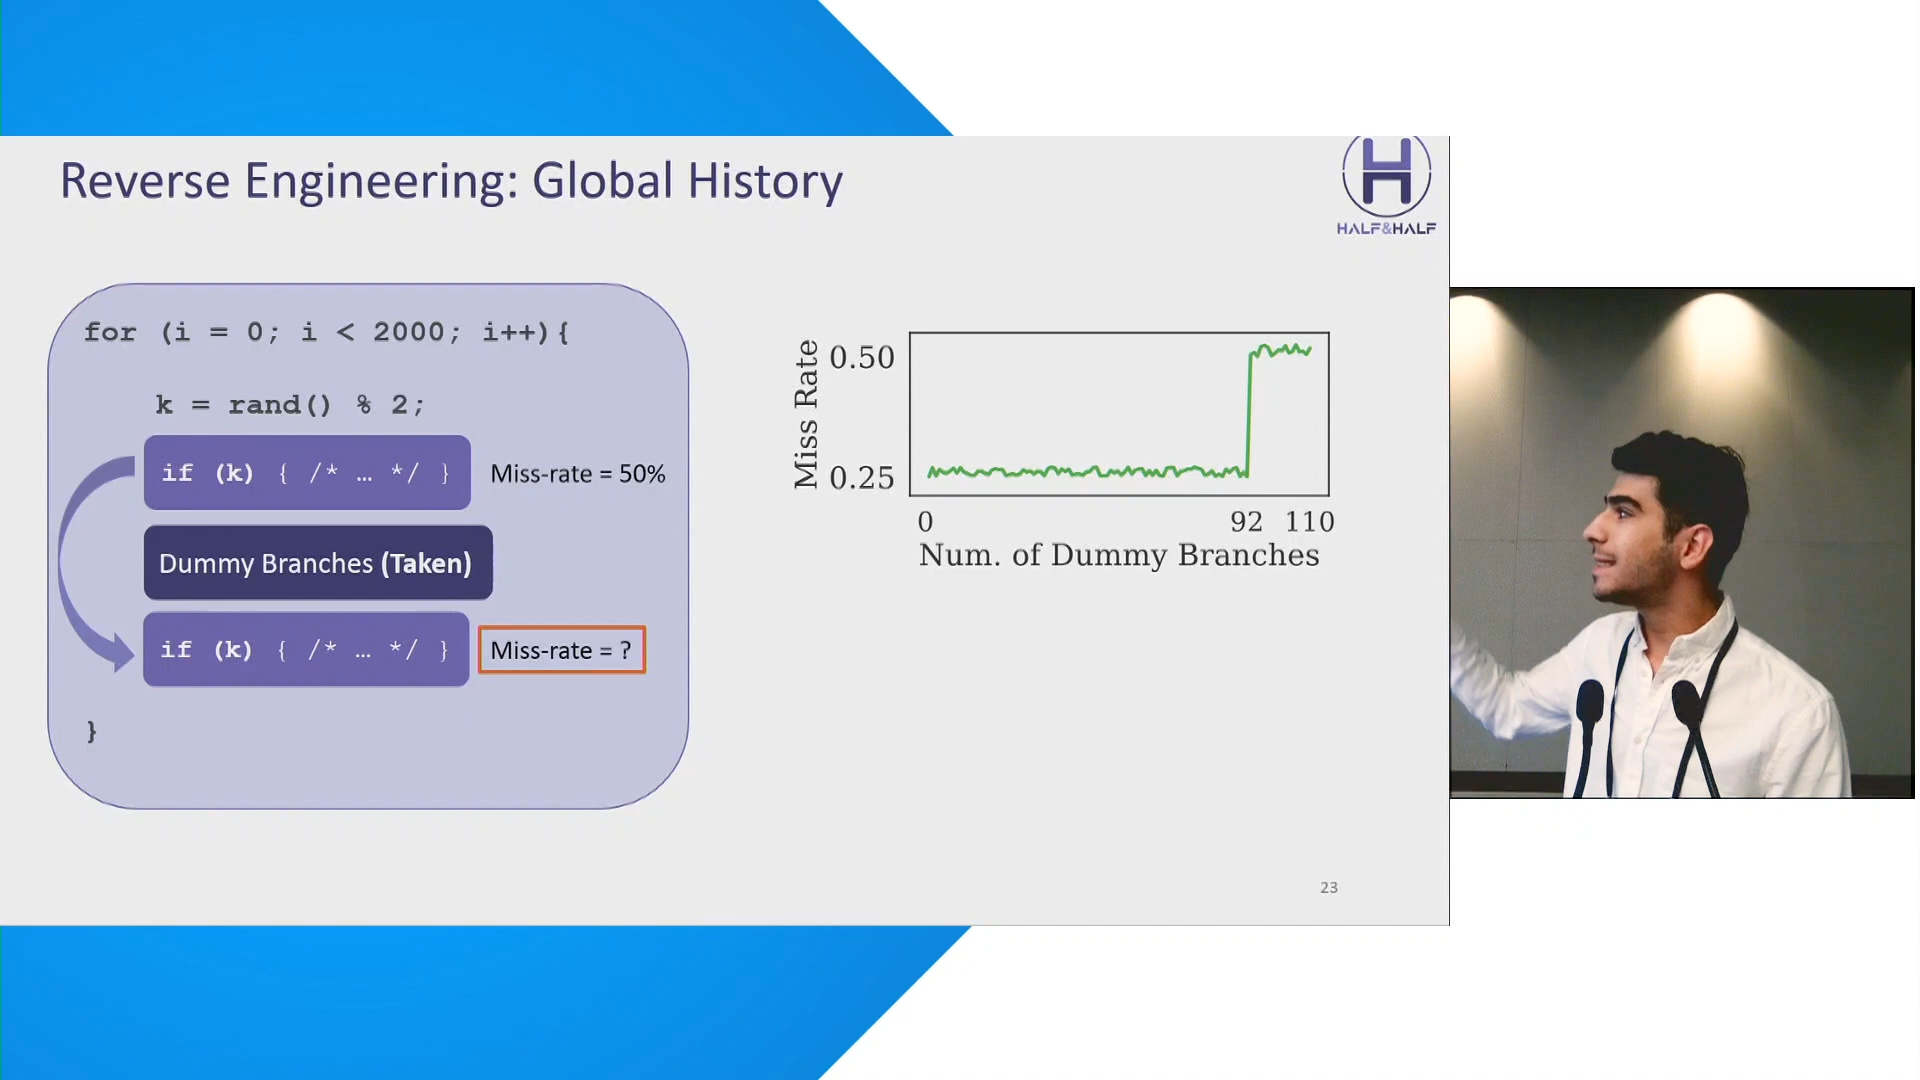 Reverse Engineering: Global History
HALF&HALF
for (i = 0; i < 2000; i++){
k = rand() % 2;
if (k) { /* … */ }
Miss-rate = 50%
Dummy Branches (Taken)
if (k) { /* … */ }
Miss-rate = ?
}
Miss Rate
0.50
0.25
0
92
110
Num. of Dummy Branches
23